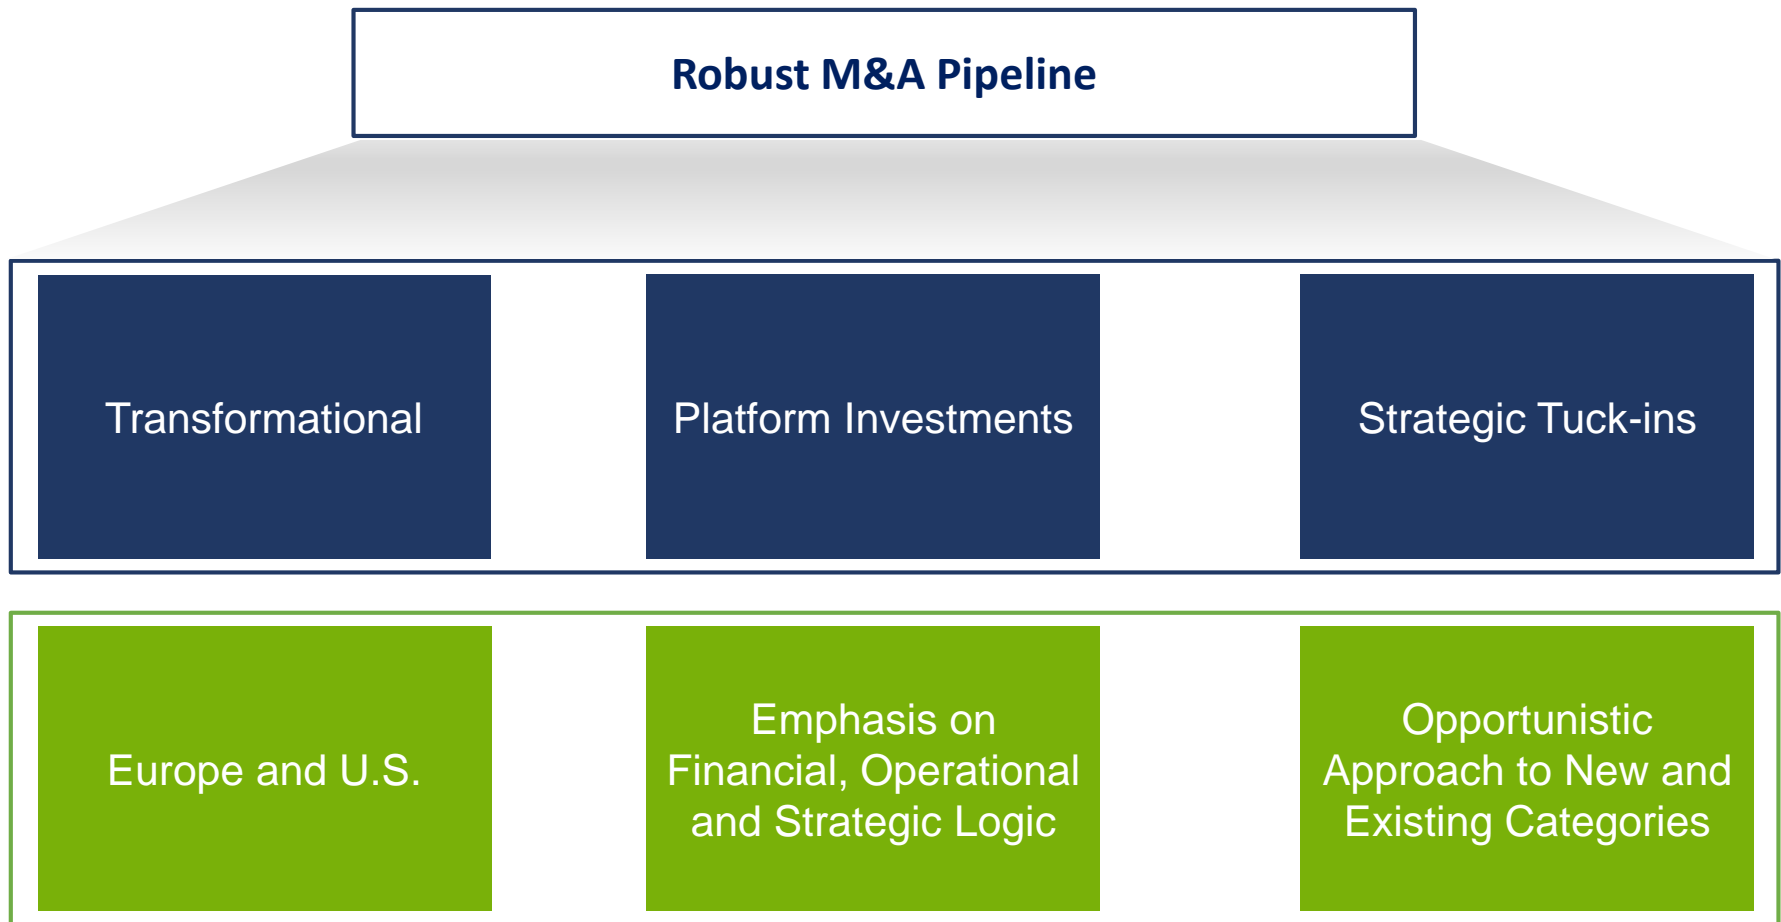 Robust M&A Pipeline
Transformational
Platform Investments
Strategic Tuck-ins
Europe and U.S.
Emphasis on
Financial, Operational
and Strategic Logic
Opportunistic
Approach to New and
Existing Categories